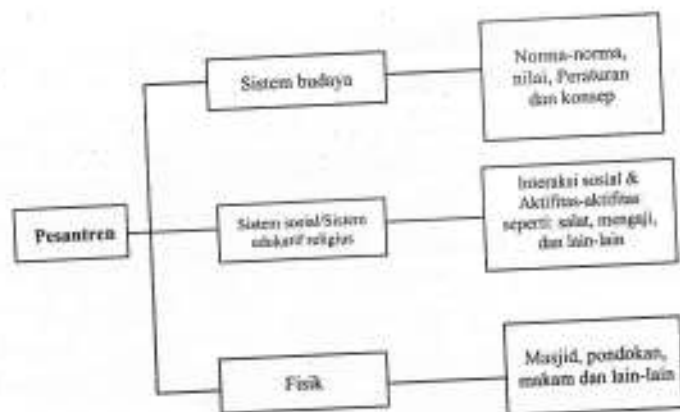 Sistem budaya
Norma-norma,
nilai, Peraturan
dan konsep
Pesantren
Sistem sosial/Sistem
edukatif religius
Interaksi sosial &
Aktifitas-aktifitas
seperti: salat, mengaji,
dan lain-lain
Fisik
Masjid, pondokan,
makam dan lain-lain